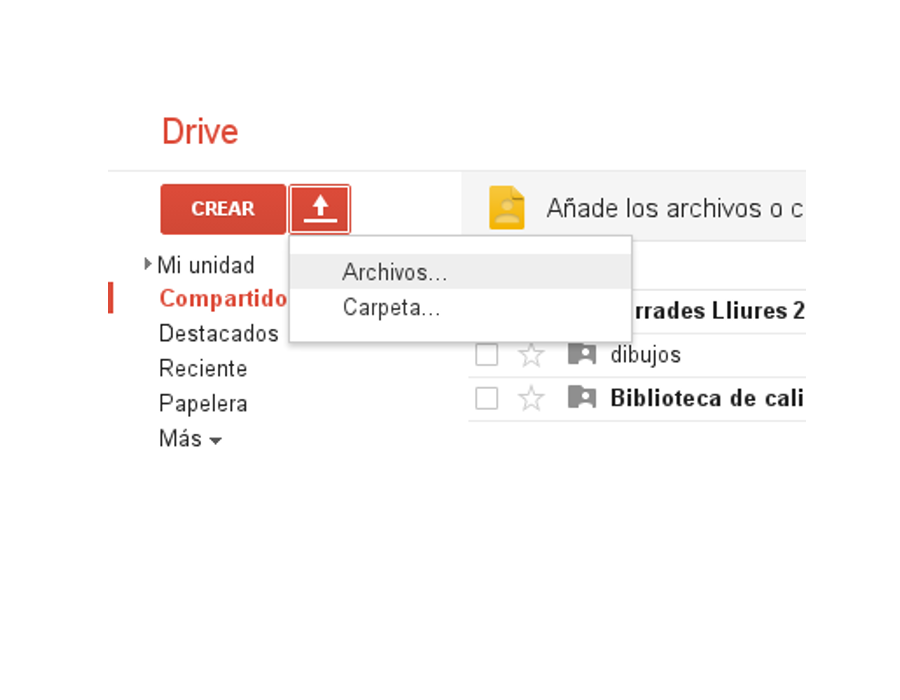 Drive
CREAR
Añade los archivos o c
Archivos...
Carpeta...
Mi unidad
Compartido
Destacados
Reciente
Papelera
Más
rrades Lliures 2
dibujos
Biblioteca de cali